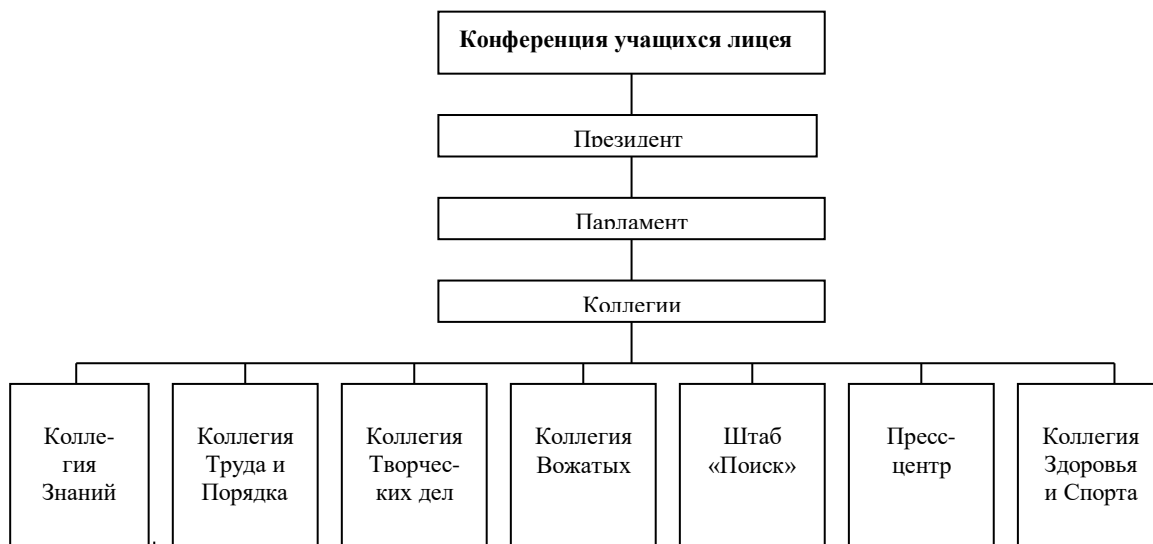 Конференция учащихся лицея
Президент
Парламент
Коллегии
Колле-
гия
Знаний
Коллегия
Труда и
Порядка
Коллегия
Творчес-
ких дел
Коллегия
Вожатых
Штаб
«Поиск»
Пресс-
центр
Коллегия
Здоровья
и Спорта